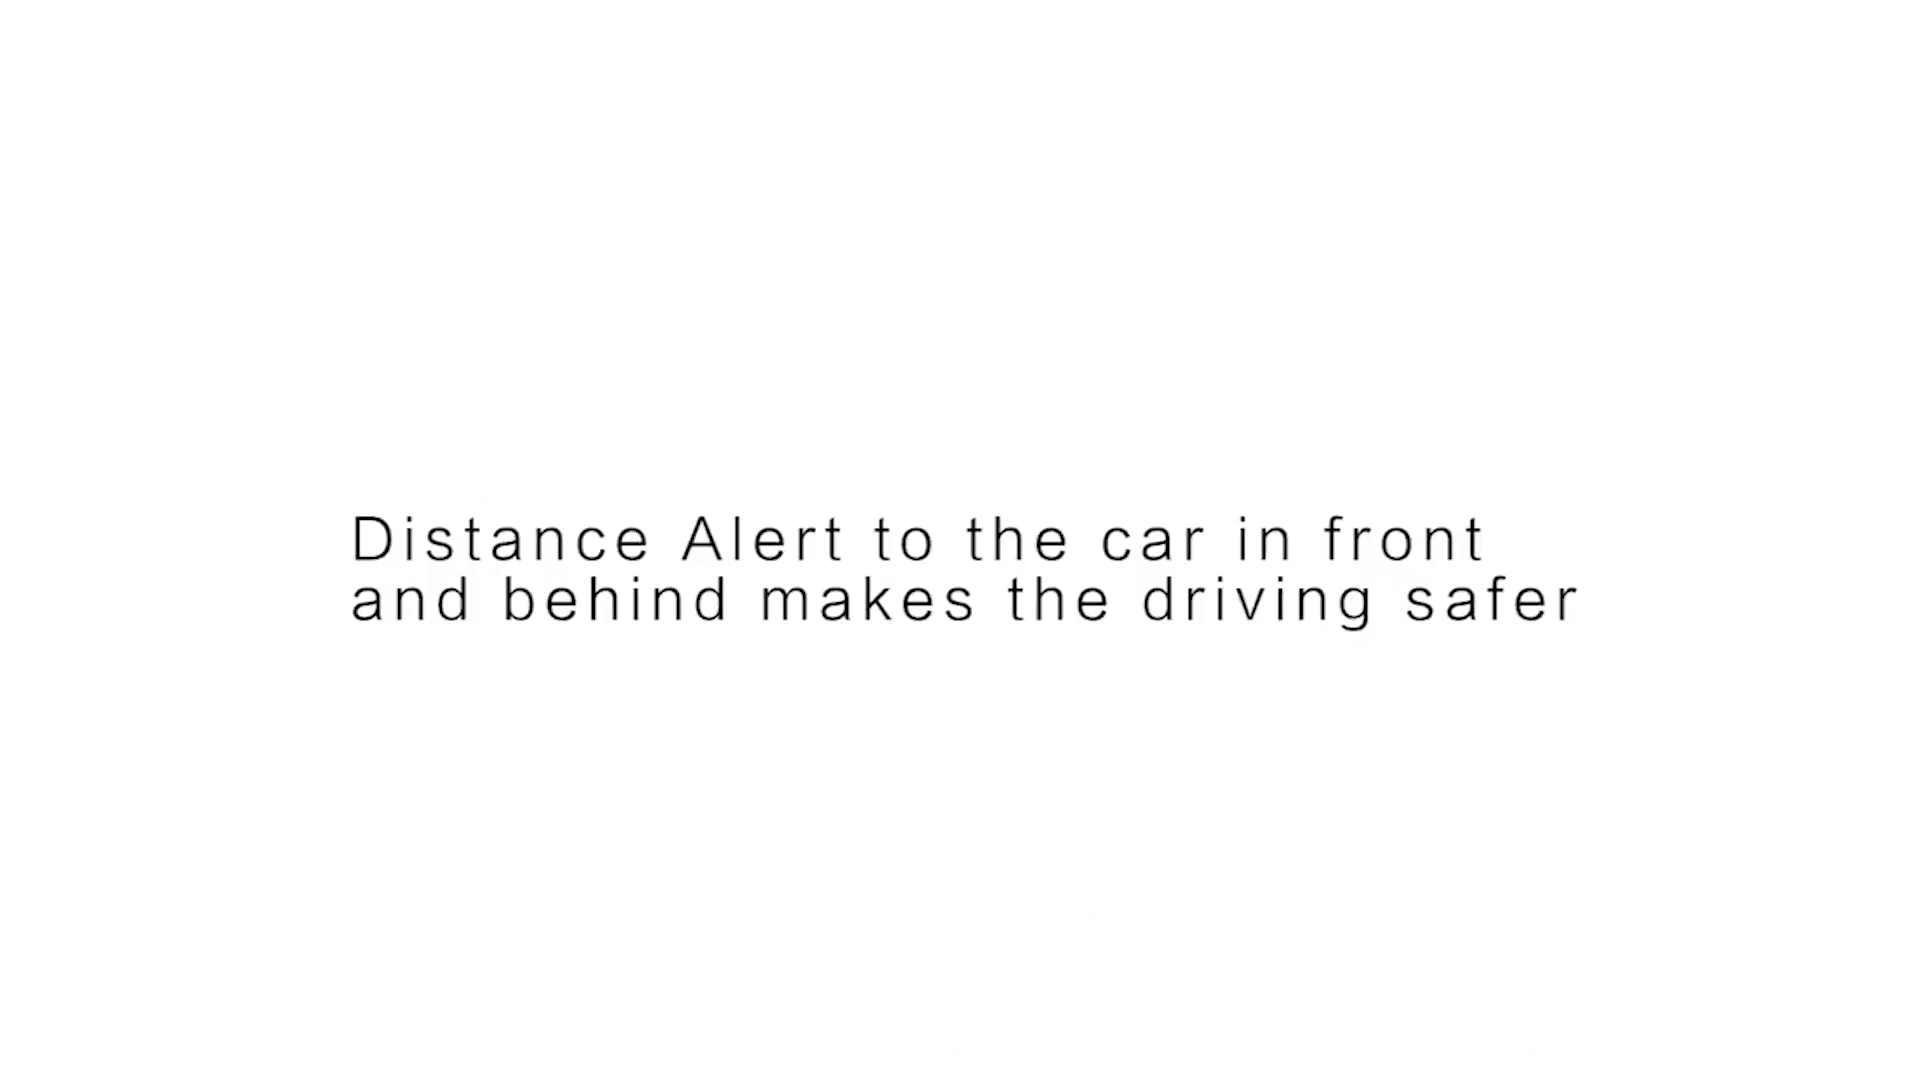 Distance Alert to the car in front
and behind makes the driving safer